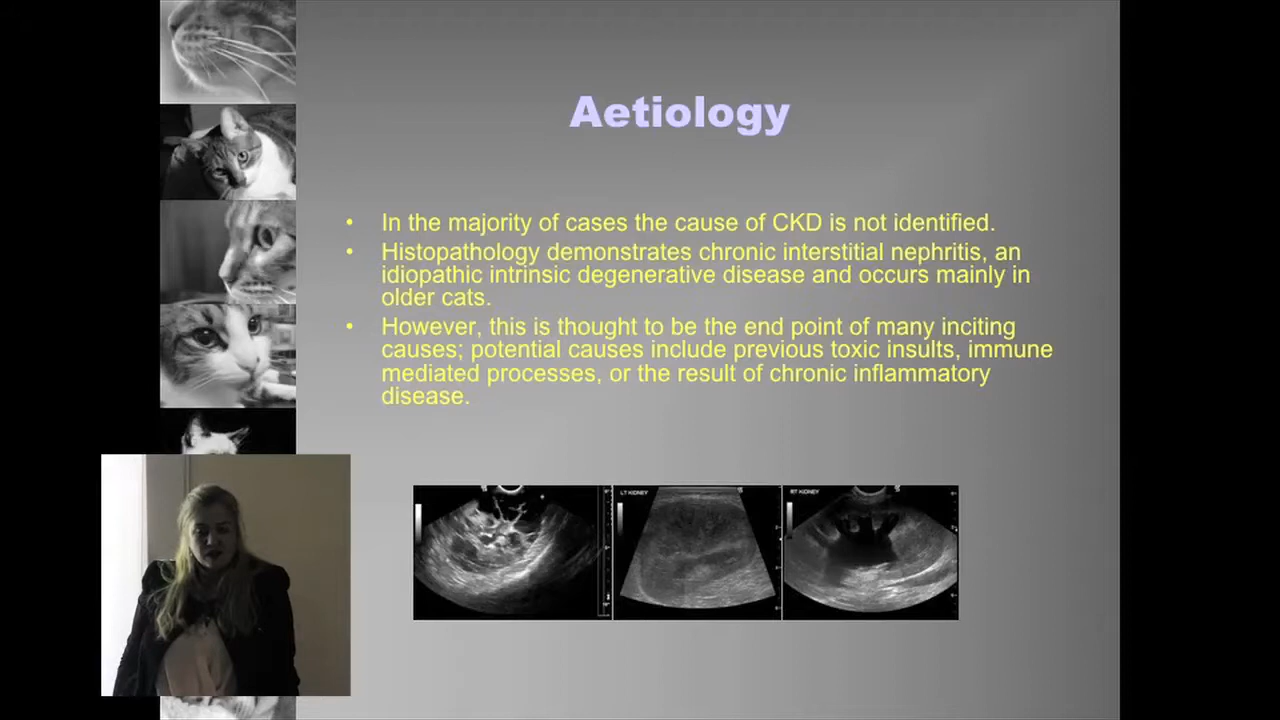 Aetiology
• In the majority of cases the cause of CKD is not identified.
• Histopathology demonstrates chronic interstitial nephritis, an
idiopathic intrinsic degenerative disease and occurs mainly in
older cats.
• However, this is thought to be the end point of many inciting
causes; potential causes include previous toxic insults, immune
mediated processes, or the result of chronic inflammatory
disease.
LT KIDNEY
RT KIDNEY